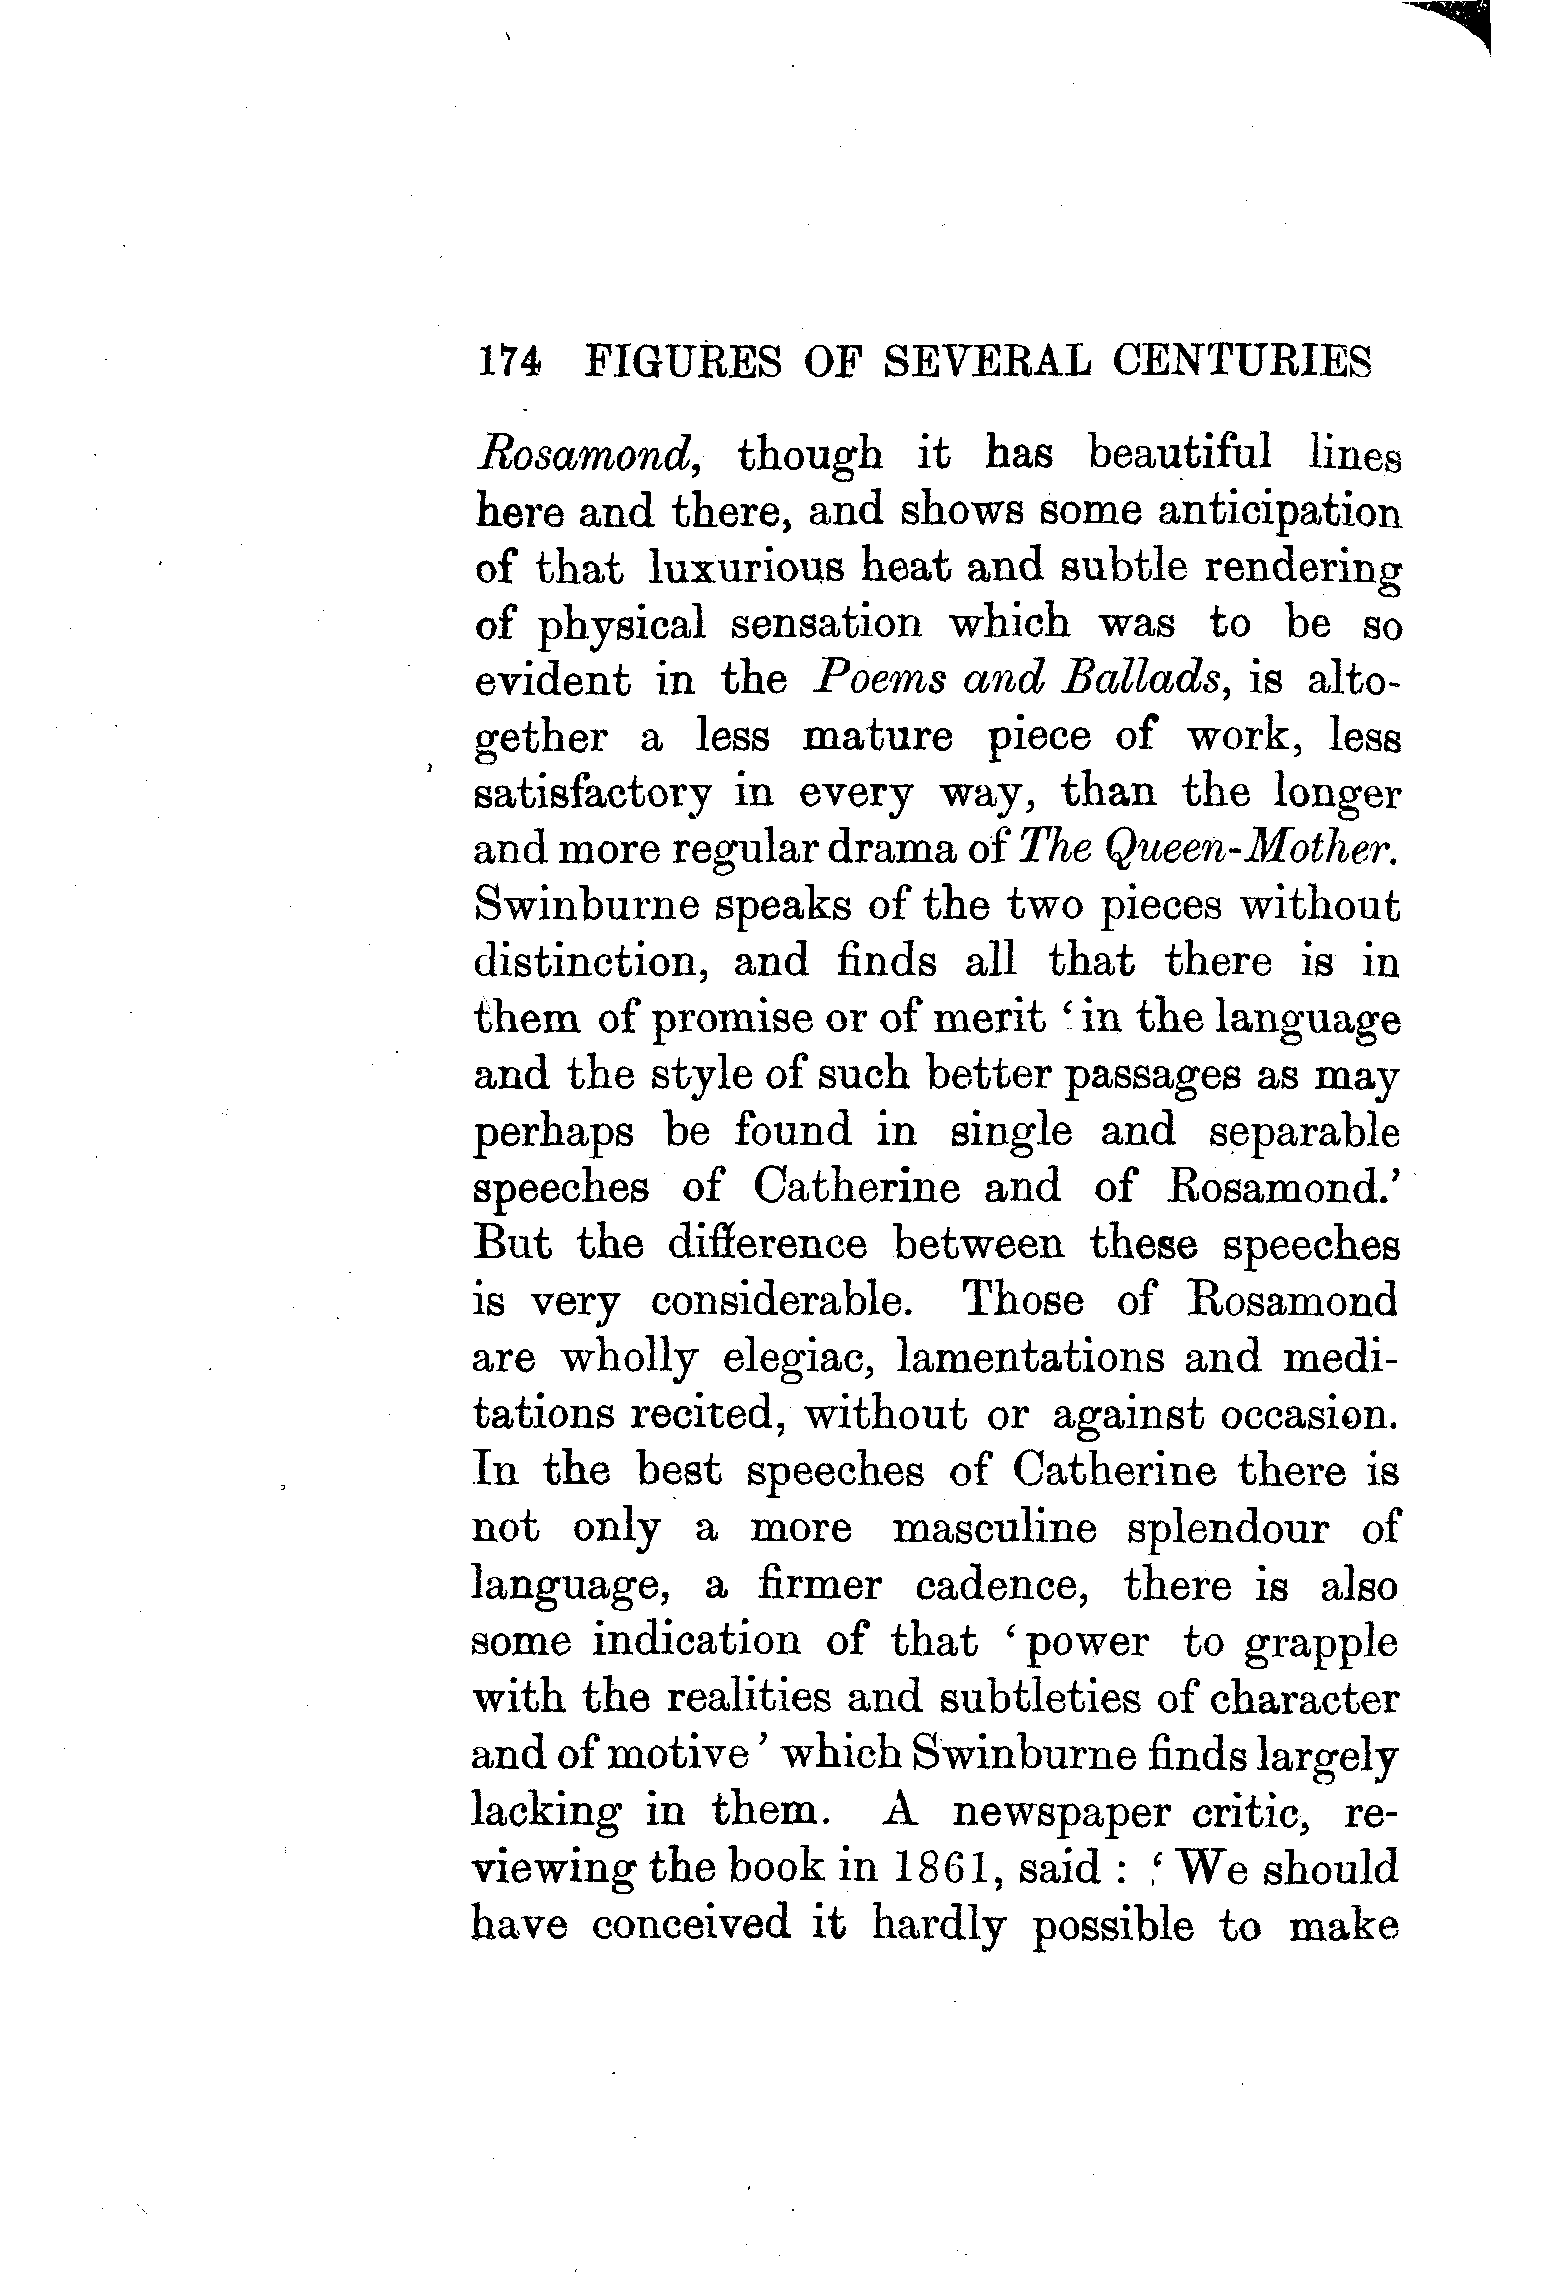 174 FIGURES OF SEVERAL CENTURIES
Rosamond, though it has beautiful lines
here and there, and shows some anticipation
of that luxurious heat and subtle rendering
of physical sensation which was to be so
evident in the Poems and Ballads, is alto-
gether a less mature piece of work, less
satisfactory in every way, than the longer
and more regular drama of The Queen-Mother.
Swinburne speaks of the two pieces without
distinction, and finds all that there is in
them of promise or of merit ‘in the language
and the style of such better passages as may
perhaps be found in single and separable
speeches of Catherine and of Rosamond.’
But the difference between these speeches
is very considerable. Those of Rosamond
are wholly elegiac, lamentations and medi-
tations recited, without or against occasion.
In the best speeches of Catherine there is
not only a more masculine splendour of
language, a firmer cadence, there is also
some indication of that ‘power to grapple
with the realities and subtleties of character
and of motive’ which Swinburne finds largely
lacking in them. A newspaper critic, re-
viewing the book in 1861, said : ‘We should
have conceived it hardly possible to make